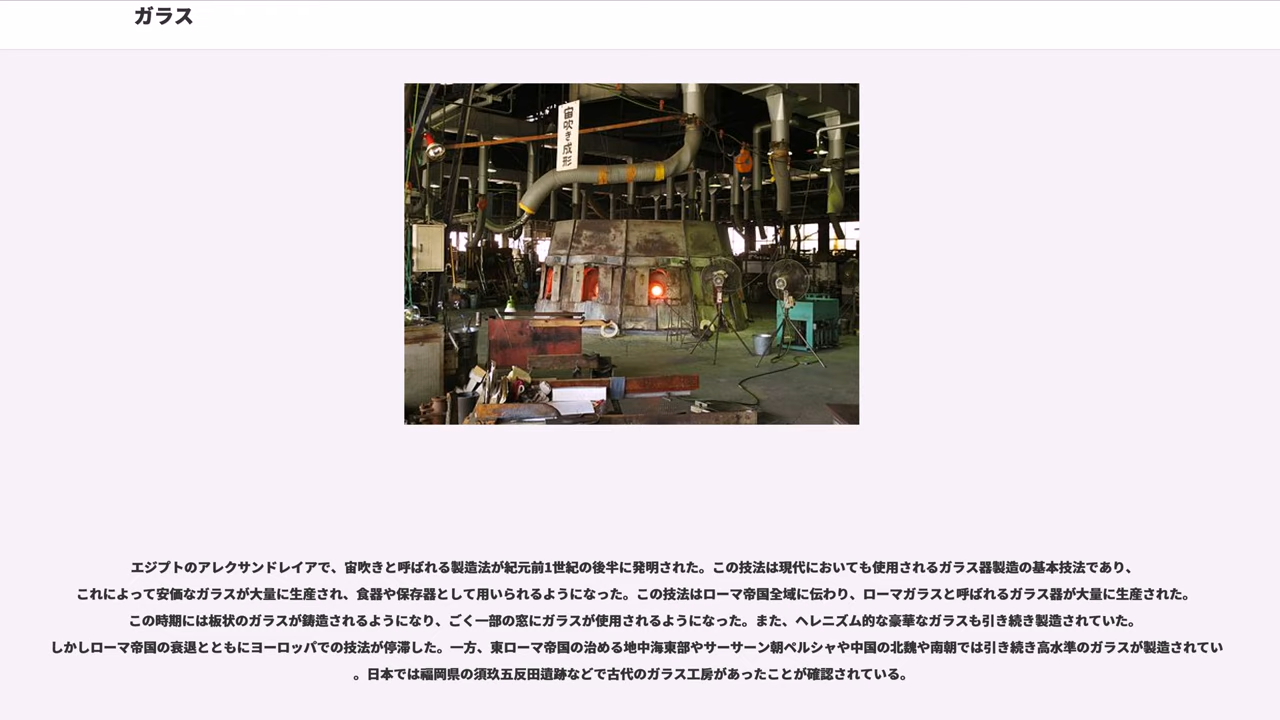 ガラス
宙吹き成形
エジプトのアレクサンドレイアで、宙吹きと呼ばれる製造法が紀元前1世紀の後半に発明された。この技法は現代においても使用されるガラス器製造の基本技法であり、
これによって安価なガラスが大量に生産され、食器や保存器として用いられるようになった。この技法はローマ帝国全域に伝わり、ローマガラスと呼ばれるガラス器が大量に生産された。
この時期には板状のガラスが鋳造されるようになり、ごく一部の窓にガラスが使用されるようになった。また、ヘレニズム的な豪華なガラスも引き続き製造されていた。
しかしローマ帝国の衰退とともにヨーロッパでの技法が停滞した。一方、東ローマ帝国の治める地中海東部やサーサーン朝ペルシャや中国の北魏や南朝では引き続き高水準のガラスが製造されてい
。日本では福岡県の須玖五反田遺跡などで古代のガラス工房があったことが確認されている。